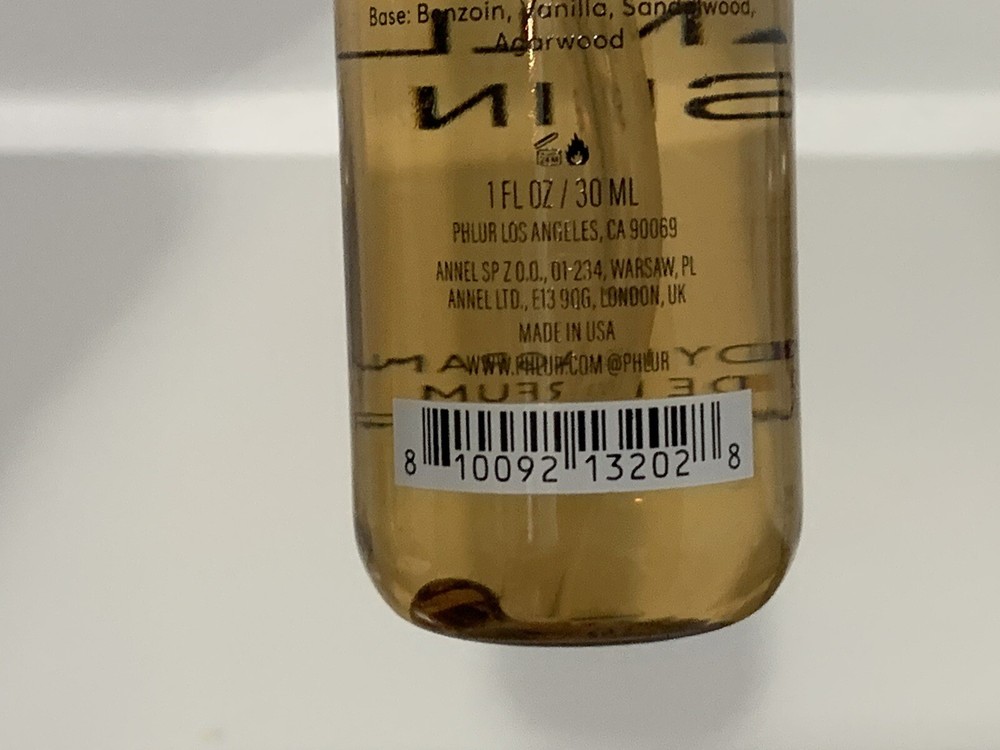 Base: Benzoin, Vanilla, Sandalwood,
Agarwood
24 M
1 FL OZ / 30 ML
PHLUR LOS ANGELES, CA 90069
ANNEL SP Z O.O., 01-234, WARSAW, PL
ANNEL LTD., E13 9QG, LONDON, UK
MADE IN USA
WWW.PHLUR.COM @PHLUR
8 10092 13202 8